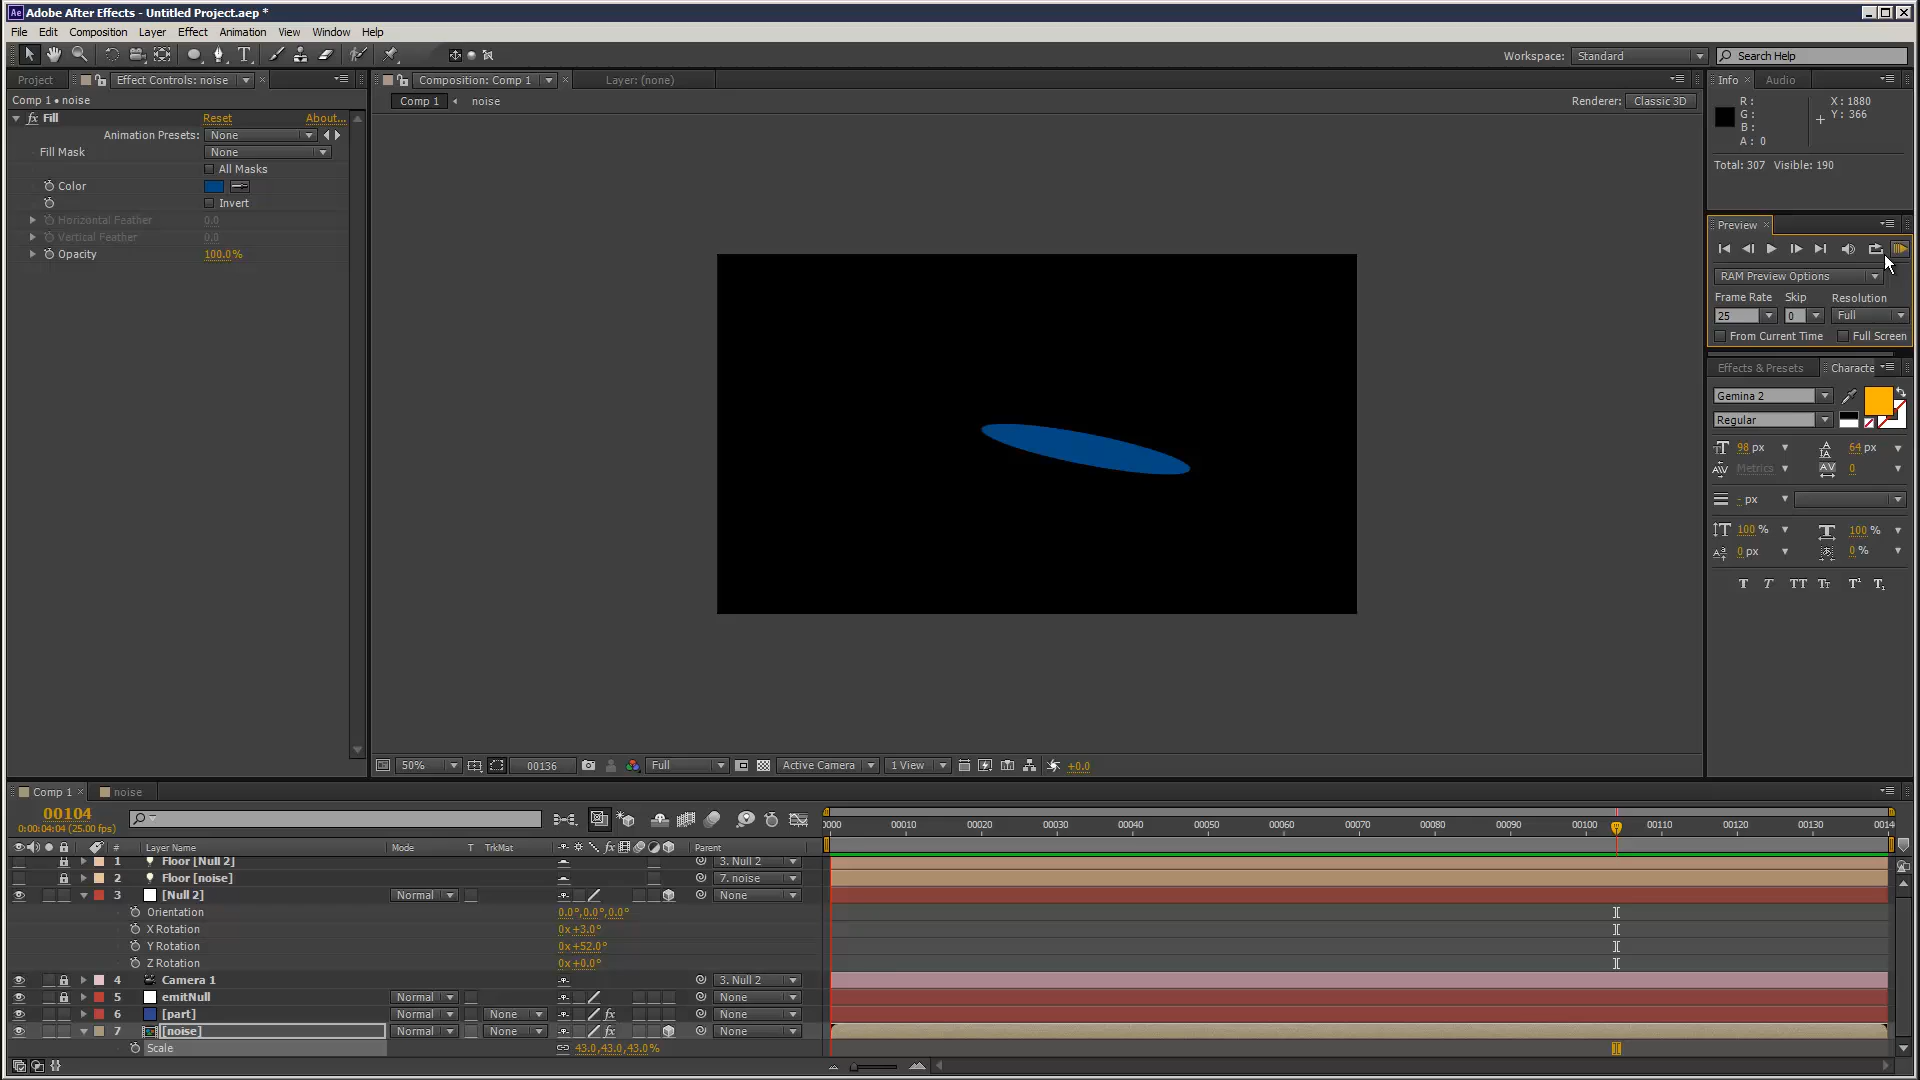 Adobe After Effects - Untitled Project.aep *
File Edit Composition Layer Effect Animation View Window Help
Workspace: Standard Search Help
Project Effect Controls: noise Composition: Comp 1 Layer: (none) Info Audio
Comp 1 • noise
Comp 1 noise Renderer: Classic 3D
R: X: 1880
G: Y: 366
B:
A: 0
Total: 307 Visible: 190
Fill Reset About...
Animation Presets: None
Fill Mask None
All Masks
Color
Invert
Horizontal Feather 0.0
Vertical Feather 0.0
Opacity 100.0%
Preview
RAM Preview Options
Frame Rate Skip Resolution
25 0 Full
From Current Time Full Screen
Effects & Presets Characte
Gemina 2
Regular
98 px 64 px
Metrics 0
- px
100 % 100 %
0 px 0 %
50% 00136 Full Active Camera 1 View +0.0
Comp 1 noise
00104
0:00:04:04 (25.00 fps)
0000 00010 00020 00030 00040 00050 00060 00070 00080 00090 00100 00110 00120 00130 0014
# Layer Name Mode T TrkMat Parent
1 Floor [Null 2] 3. Null 2
2 Floor [noise] 7. noise
3 [Null 2] Normal None
Orientation 0.0°,0.0°,0.0°
X Rotation 0x+3.0°
Y Rotation 0x+52.0°
Z Rotation 0x+0.0°
4 Camera 1 3. Null 2
5 emitNull Normal None
6 [part] Normal None None
7 [noise] Normal None None
Scale 43.0,43.0,43.0%